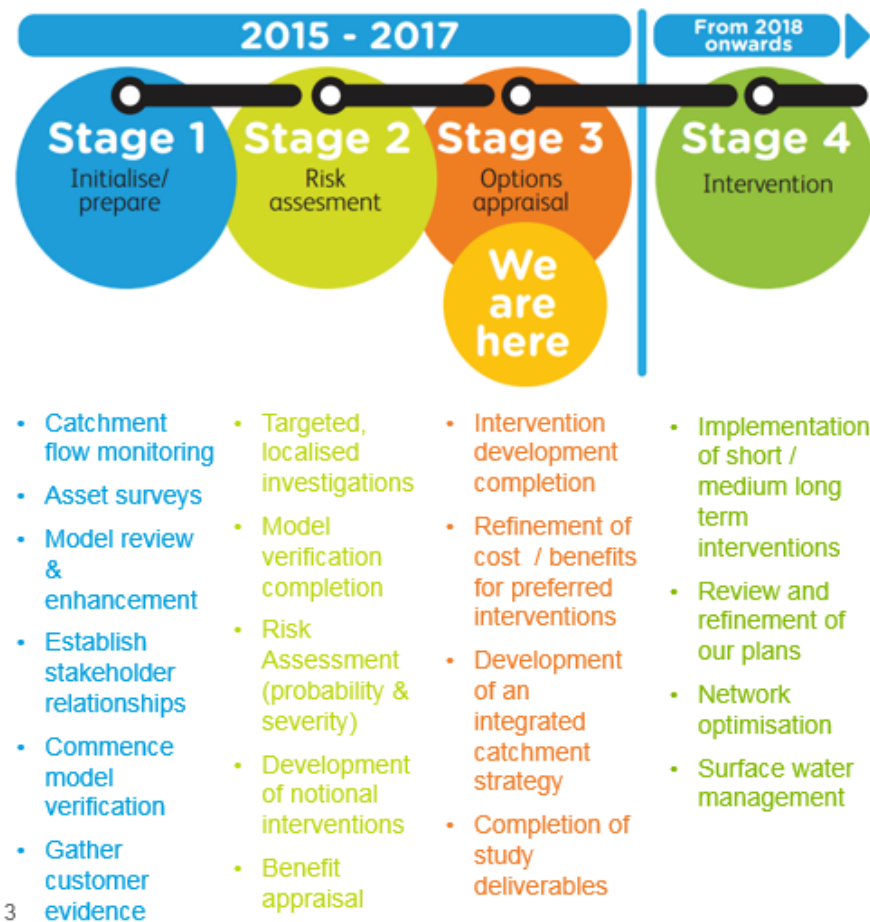 2015 - 2017
From 2018
onwards
Stage 1
Initialise/
prepare
Stage 2
Risk
assesment
Stage 3
Options
appraisal
We
are
here
Stage 4
Intervention
• Catchment
flow monitoring
• Asset surveys
• Model review
&
enhancement
• Establish
stakeholder
relationships
• Commence
model
verification
• Gather
customer
evidence
• Targeted,
localised
investigations
• Model
verification
completion
• Risk
Assessment
(probability &
severity)
• Development
of notional
interventions
• Benefit
appraisal
• Intervention
development
completion
• Refinement of
cost / benefits
for preferred
interventions
• Development
of an
integrated
catchment
strategy
• Completion of
study
deliverables
• Implementation
of short /
medium long
term
interventions
• Review and
refinement of
our plans
• Network
optimisation
• Surface water
management
3